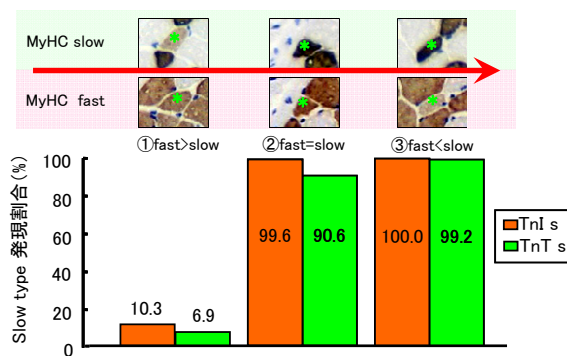 MyHC slow
MyHC fast
①fast>slow
②fast=slow
③fast<slow
Slow type 発現割合(%)
100
80
60
40
20
0
10.3
6.9
99.6
90.6
100.0
99.2
TnI s
TnT s